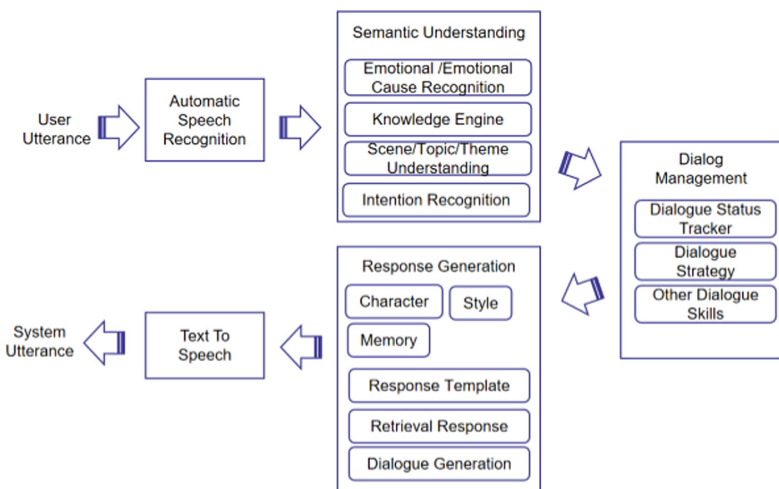 Semantic Understanding
Emotional /Emotional
Cause Recognition
Knowledge Engine
Scene/Topic/Theme
Understanding
Intention Recognition
User
Utterance
Automatic
Speech
Recognition
Dialog
Management
Dialogue Status
Tracker
Dialogue
Strategy
Other Dialogue
Skills
Response Generation
Character
Style
Memory
Response Template
Retrieval Response
Dialogue Generation
Text To
Speech
System
Utterance